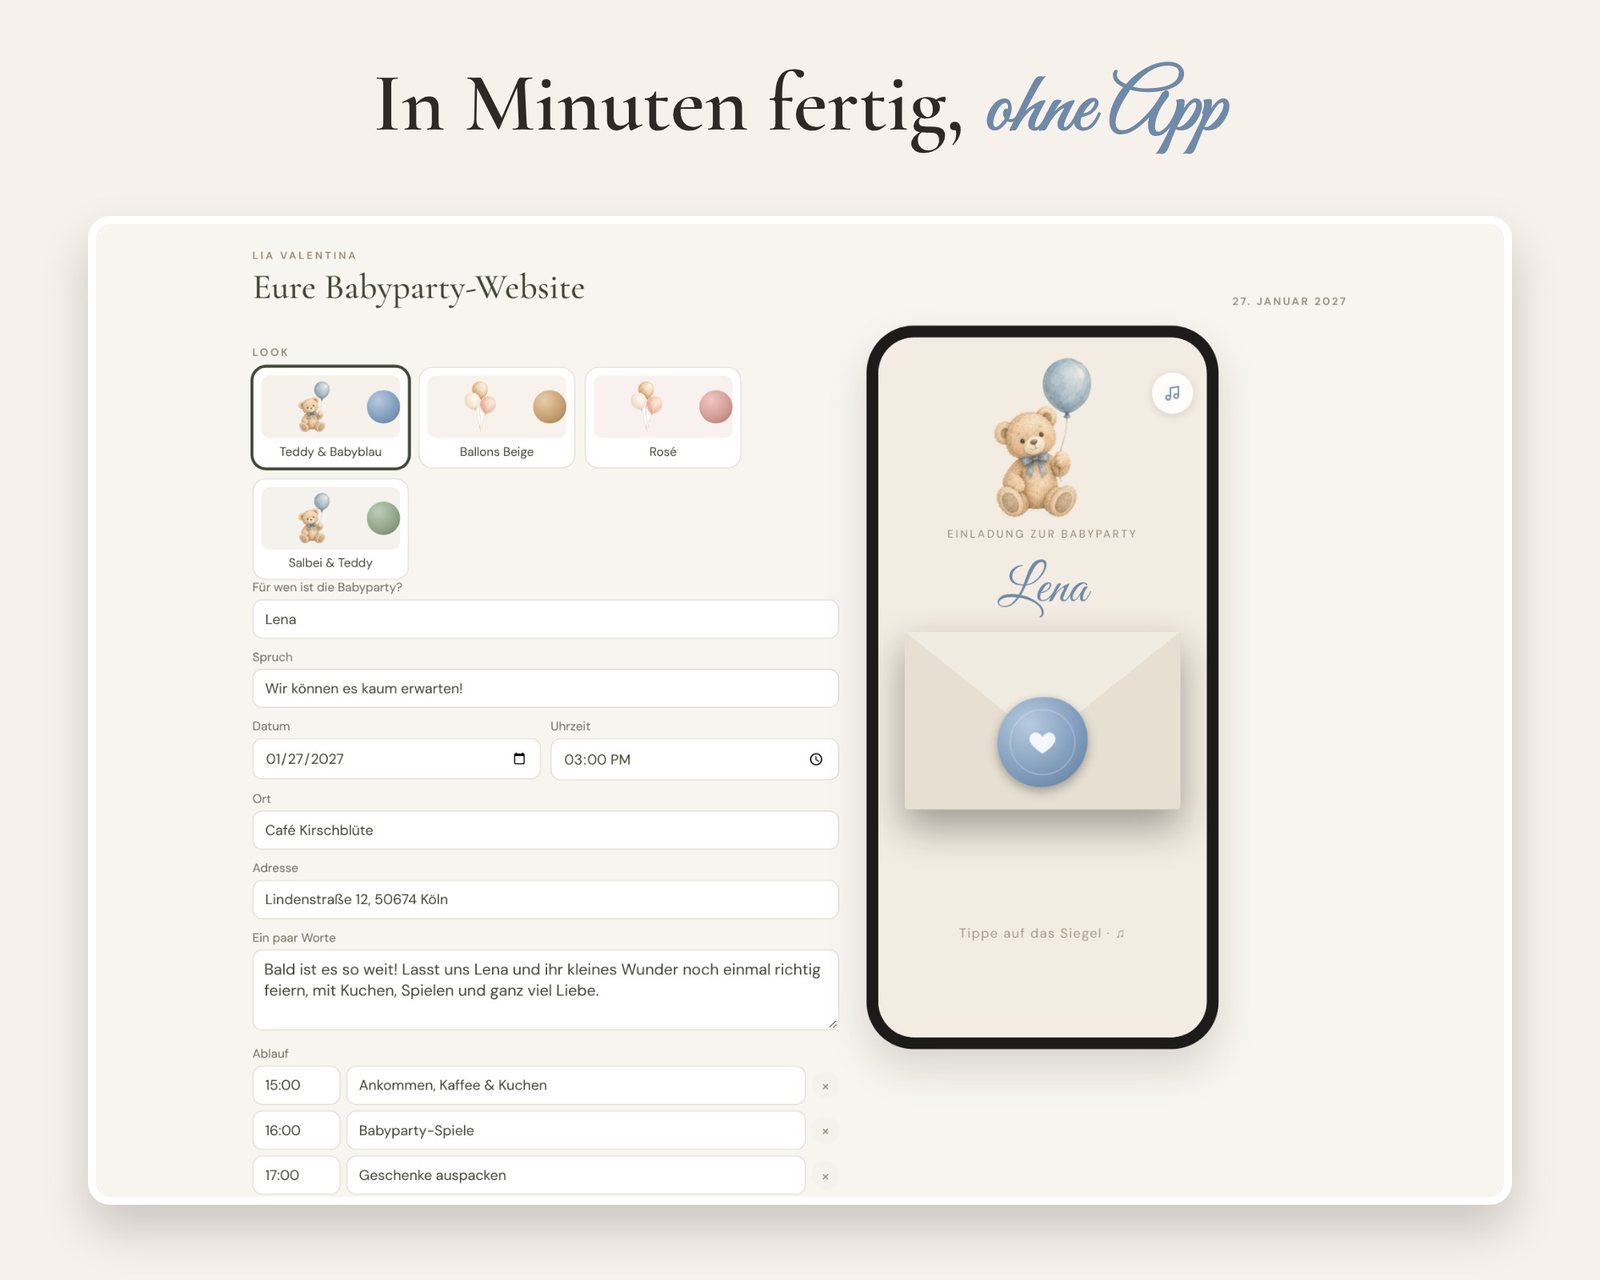 In Minuten fertig, ohne App
LIA VALENTINA
Eure Babyparty-Website
27. JANUAR 2027
LOOK
Teddy & Babyblau
Ballons Beige
Rosé
Salbei & Teddy
Für wen ist die Babyparty?
Lena
Spruch
Wir können es kaum erwarten!
Datum
Uhrzeit
01/27/2027
03:00 PM
Ort
Café Kirschblüte
Adresse
Lindenstraße 12, 50674 Köln
Ein paar Worte
Bald ist es so weit! Lasst uns Lena und ihr kleines Wunder noch einmal richtig
feiern, mit Kuchen, Spielen und ganz viel Liebe.
Ablauf
15:00
Ankommen, Kaffee & Kuchen
×
16:00
Babyparty-Spiele
×
17:00
Geschenke auspacken
×
EINLADUNG ZUR BABYPARTY
Lena
Tippe auf das Siegel · ♫